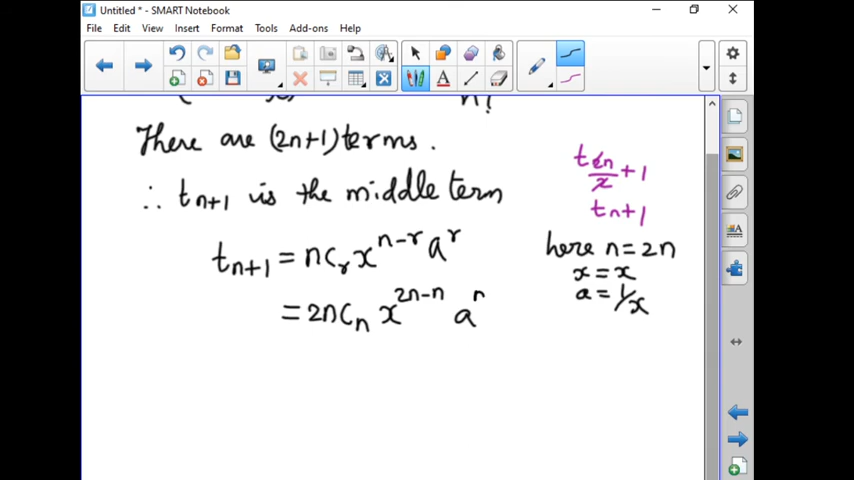 Untitled * - SMART Notebook
File Edit View Insert Format Tools Add-ons Help
n!
There are (2n+1) terms.
∴ tn+1 is the middle term
t2n/2 + 1
tn+1
tn+1 = nCr x^n-r a^r
= 2nCn x^2n-n a^n
here n = 2n
x = x
a = 1/x